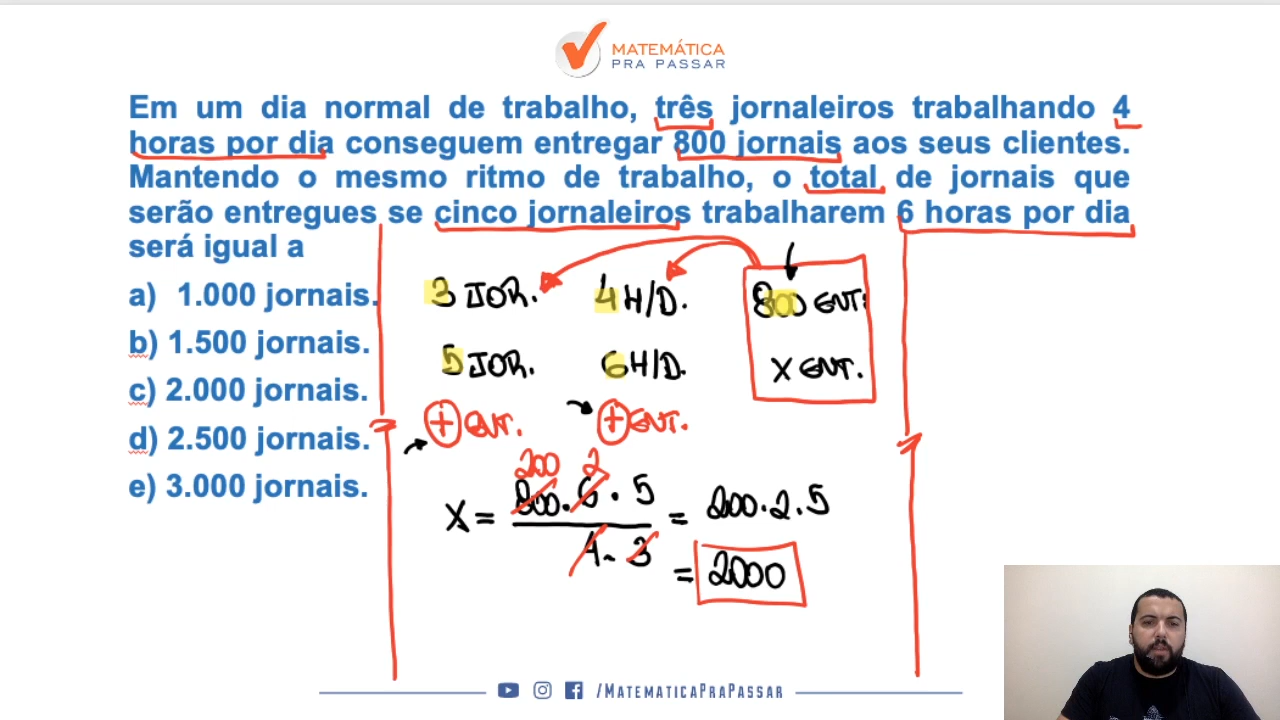 MATEMÁTICA
PRA PASSAR
Em um dia normal de trabalho, três jornaleiros trabalhando 4
horas por dia conseguem entregar 800 jornais aos seus clientes.
Mantendo o mesmo ritmo de trabalho, o total de jornais que
serão entregues se cinco jornaleiros trabalharem 6 horas por dia
será igual a
a) 1.000 jornais.
b) 1.500 jornais.
c) 2.000 jornais.
d) 2.500 jornais.
e) 3.000 jornais.
3 JOR. 4 H/D. 800 ENT.
5 JOR. 6 H/D. X ENT.
+ ENT. + ENT.
200 2
X = 800 . 6 . 5 = 200.2.5
4 . 3
= 2000
/MATEMATICAPRAPASSAR